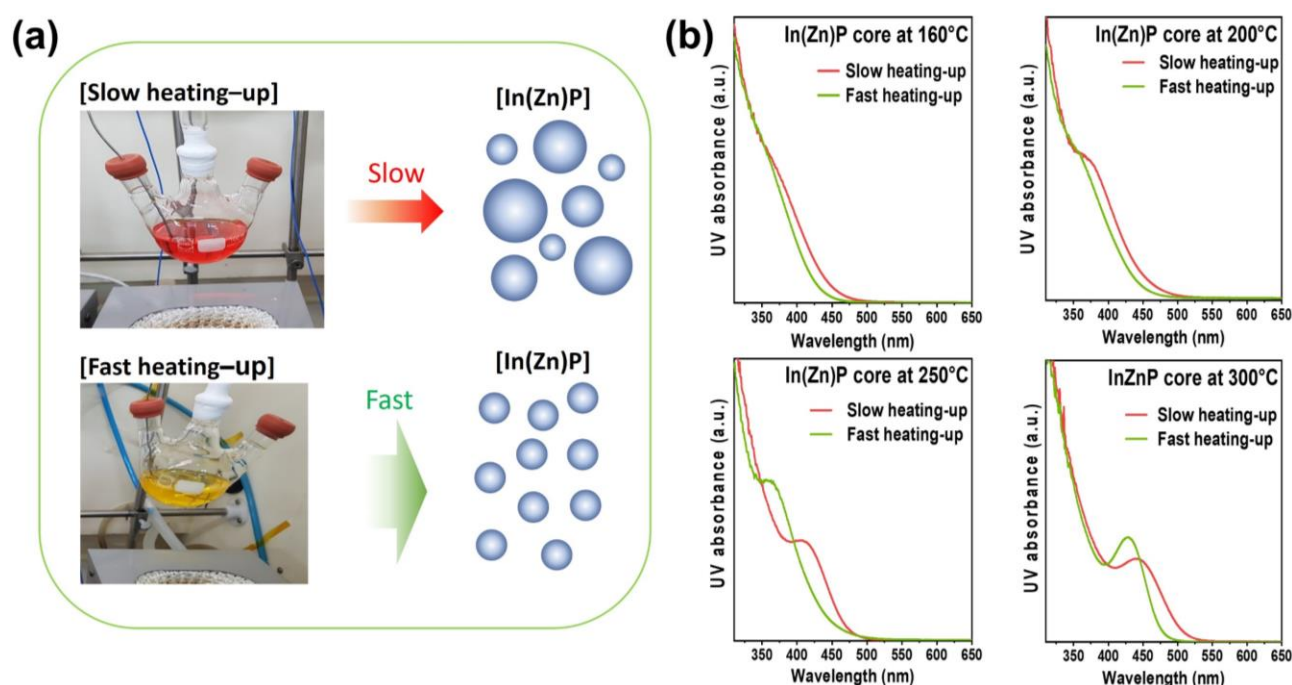 (a)
[Slow heating–up]
[In(Zn)P]
Slow
[Fast heating–up]
[In(Zn)P]
Fast
(b)
In(Zn)P core at 160°C
Slow heating-up
Fast heating-up
UV absorbance (a.u.)
350 400 450 500 550 600 650
Wavelength (nm)
In(Zn)P core at 200°C
Slow heating-up
Fast heating-up
UV absorbance (a.u.)
350 400 450 500 550 600 650
Wavelength (nm)
In(Zn)P core at 250°C
Slow heating-up
Fast heating-up
UV absorbance (a.u.)
350 400 450 500 550 600 650
Wavelength (nm)
InZnP core at 300°C
Slow heating-up
Fast heating-up
UV absorbance (a.u.)
350 400 450 500 550 600 650
Wavelength (nm)